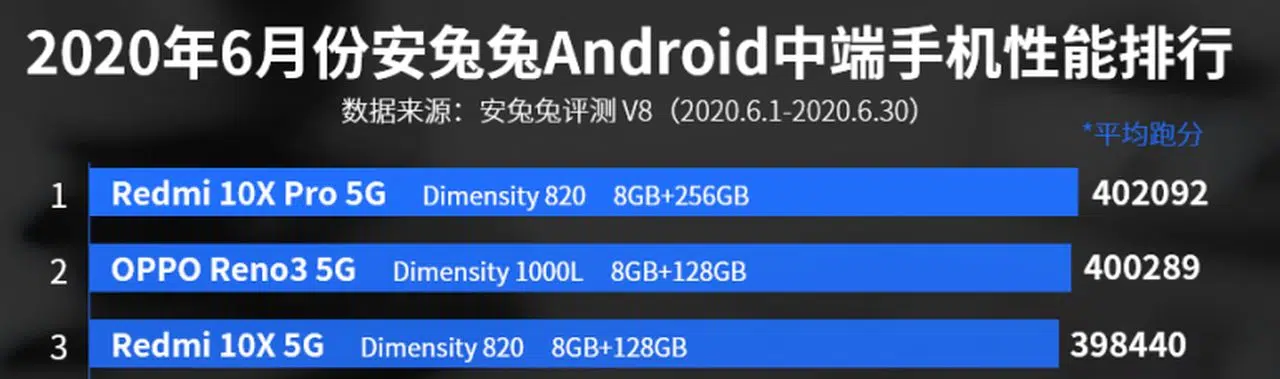 2020年6月份安兔兔Android中端手机性能排行
数据来源：安兔兔评测 V8（2020.6.1-2020.6.30）
*平均跑分
1 Redmi 10X Pro 5G Dimensity 820 8GB+256GB 402092
2 OPPO Reno3 5G Dimensity 1000L 8GB+128GB 400289
3 Redmi 10X 5G Dimensity 820 8GB+128GB 398440